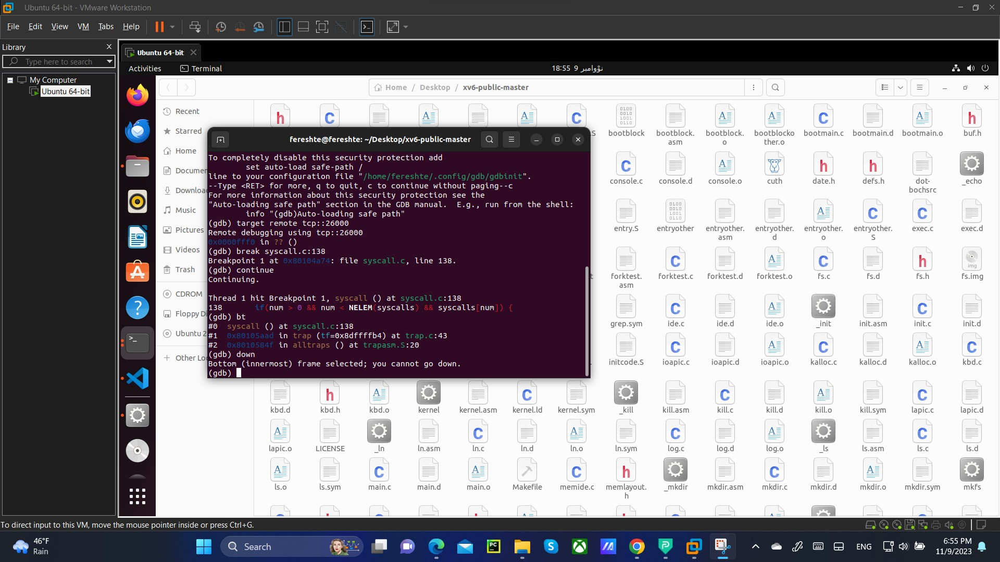 Ubuntu 64-bit - VMware Workstation
File Edit View VM Tabs Help
Library
Type here to search
My Computer
Ubuntu 64-bit
Ubuntu 64-bit
Activities
Terminal
18:55 9 نؤوامبر
Home / Desktop / xv6-public-master
Recent
Starred
Home
Documen
Downloa
Music
Pictures
Videos
Trash
CDROM
Floppy Di
Ubuntu 2
Other Loc
fereshte@fereshte: ~/Desktop/xv6-public-master
To completely disable this security protection add
set auto-load safe-path /
line to your configuration file "/home/fereshte/.config/gdb/gdbinit".
--Type <RET> for more, q to quit, c to continue without paging--c
For more information about this security protection see the
"Auto-loading safe path" section in the GDB manual.  E.g., run from the shell:
info "(gdb)Auto-loading safe path"
(gdb) target remote tcp::26000
Remote debugging using tcp::26000
0x0000fff0 in ?? ()
(gdb) break syscall.c:138
Breakpoint 1 at 0x80104a74: file syscall.c, line 138.
(gdb) continue
Continuing.
Thread 1 hit Breakpoint 1, syscall () at syscall.c:138
138 if(num > 0 && num < NELEM(syscalls) && syscalls[num]) {
(gdb) bt
#0 syscall () at syscall.c:138
#1 0x80105aad in trap (tf=0x8dffffb4) at trap.c:43
#2 0x8010584f in alltraps () at trapasm.S:20
(gdb) down
Bottom (innermost) frame selected; you cannot go down.
(gdb)
bootblock bootblock.asm bootblock.o bootblockother.o bootmain.c bootmain.d bootmain.o buf.h
console.c console.d console.o cuth date.h defs.h dot-bochsrc _echo
entry.S entryother entryother.asm entryother.d entryother.o entryother.S exec.c exec.d
forktest.asm forktest.c forktest.d forktest.o fs.c fs.d fs.h fs.img
grep.sym ide.c ide.d ide.o _init init.asm init.c init.d
initcode.S ioapic.c ioapic.d ioapic.o kalloc.c kalloc.d kalloc.o kbd.c
kbd.d kbd.h kbd.o kernel kernel.asm kernel.ld kernel.sym _kill kill.asm kill.c kill.d kill.o kill.sym lapic.c lapic.d
lapic.o LICENSE _ln ln.asm ln.c ln.d ln.o ln.sym log.c log.d log.o _ls ls.asm ls.c ls.d
ls.o ls.sym main.c main.d main.o Makefile memide.c memlayout.h _mkdir mkdir.asm mkdir.c mkdir.d mkdir.o mkdir.sym mkfs
To direct input to this VM, move the mouse pointer inside or press Ctrl+G.
46°F
Rain
Search
ENG
6:55 PM
11/9/2023